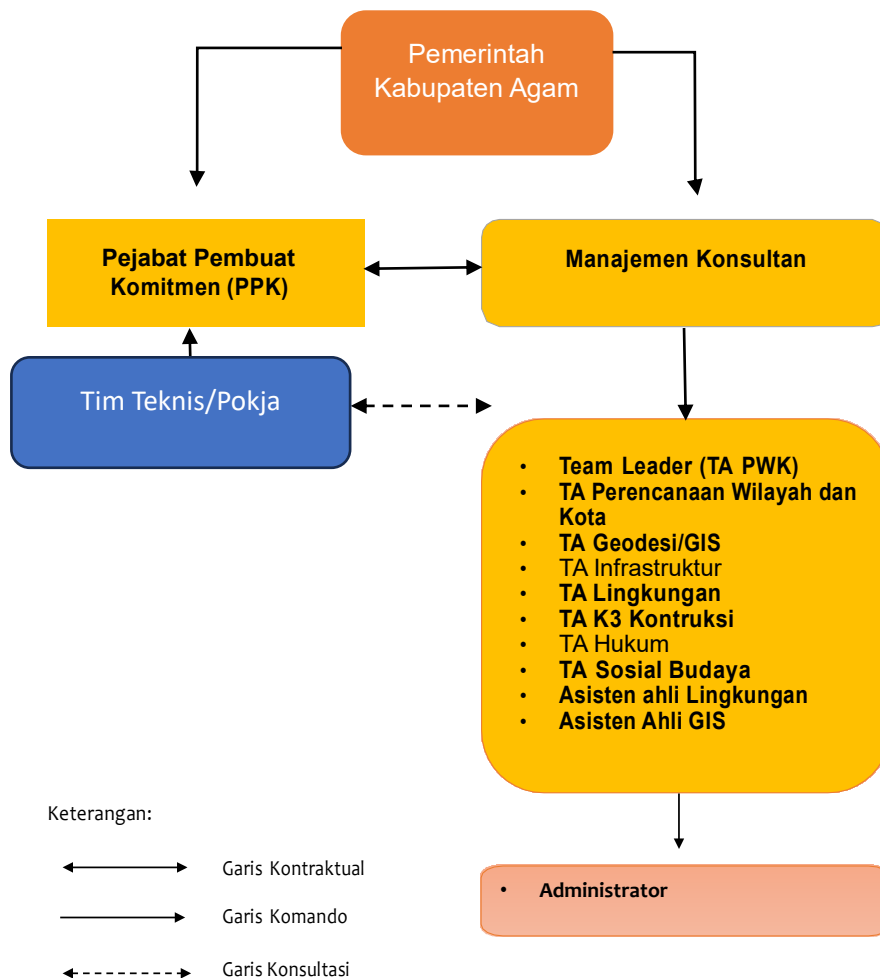 Pemerintah
Kabupaten Agam
Pejabat Pembuat
Komitmen (PPK)
Manajemen Konsultan
Tim Teknis/Pokja
• Team Leader (TA PWK)
• TA Perencanaan Wilayah dan
Kota
• TA Geodesi/GIS
• TA Infrastruktur
• TA Lingkungan
• TA K3 Kontruksi
• TA Hukum
• TA Sosial Budaya
• Asisten ahli Lingkungan
• Asisten Ahli GIS
• Administrator
Keterangan:
Garis Kontraktual
Garis Komando
Garis Konsultasi